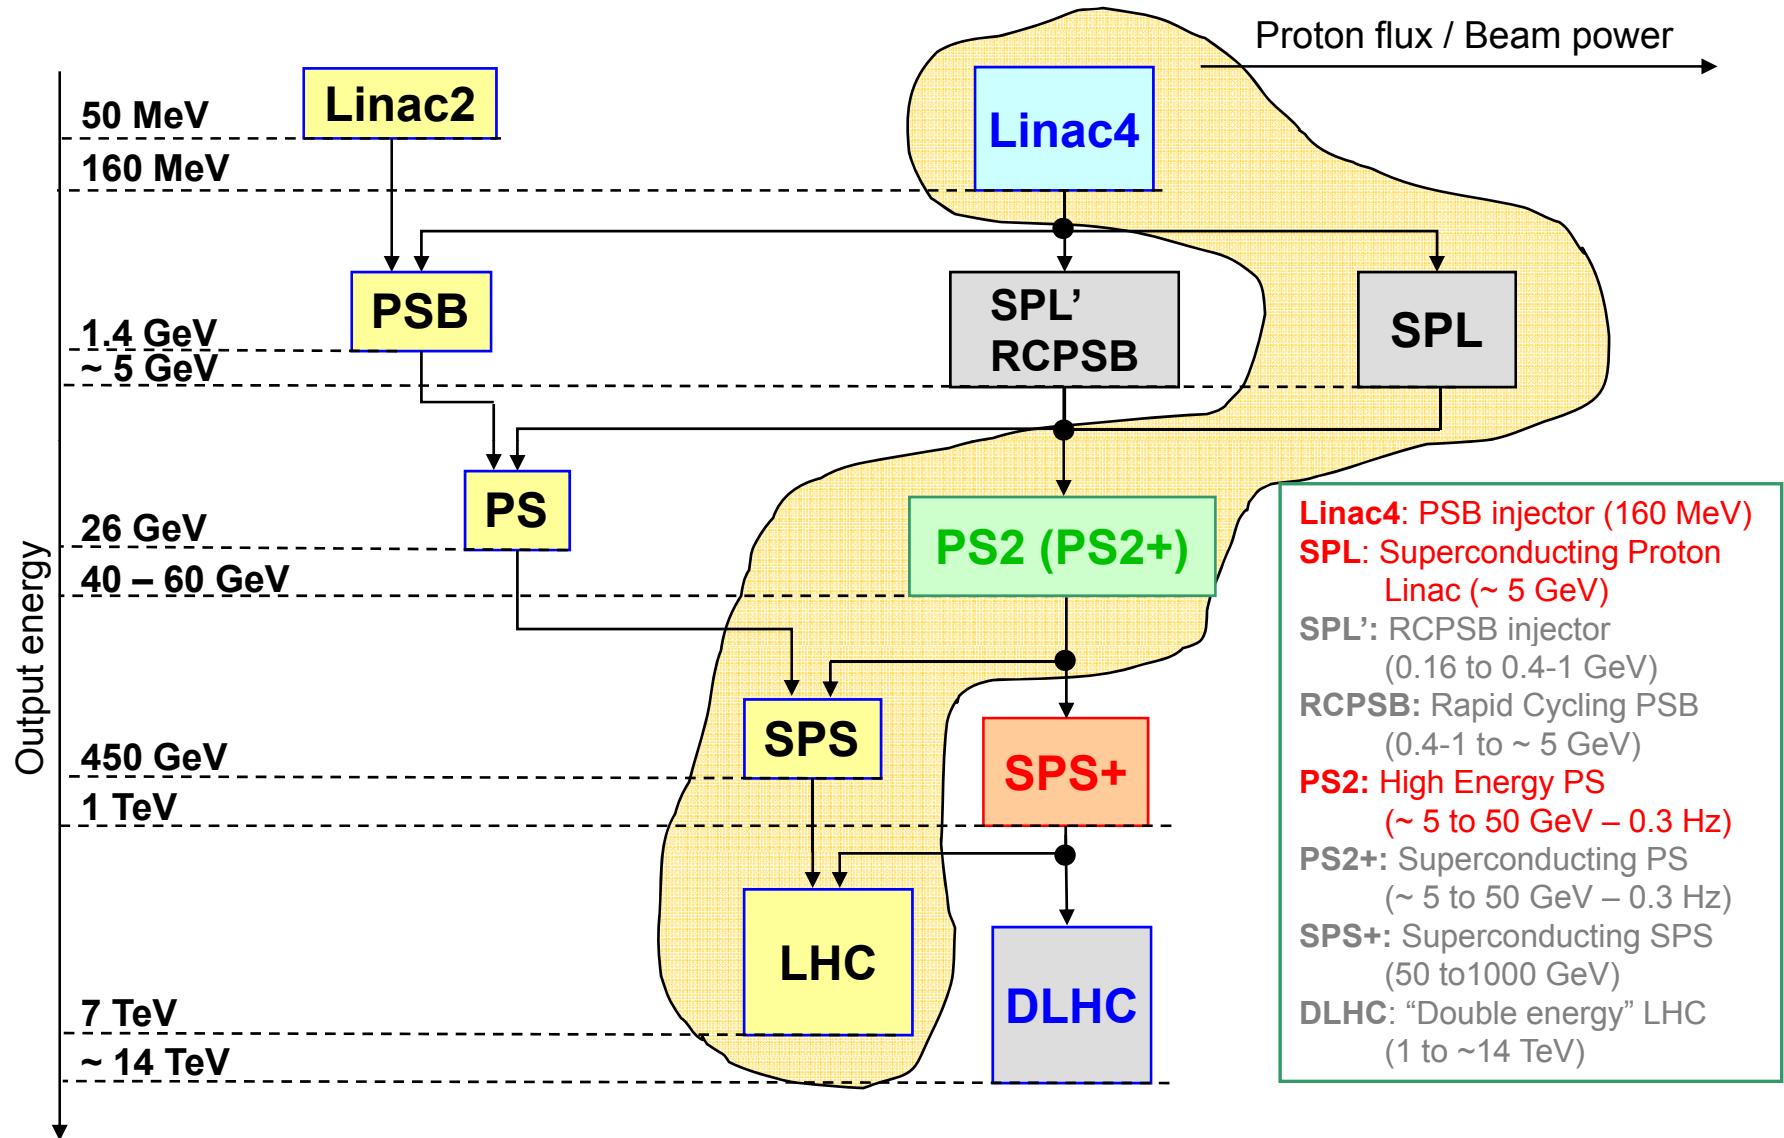 Proton flux / Beam power
Linac2
Linac4
50 MeV
160 MeV
PSB
SPL’
RCPSB
SPL
1.4 GeV
~ 5 GeV
PS
PS2 (PS2+)
26 GeV
40 – 60 GeV
Output energy
SPS
SPS+
450 GeV
1 TeV
LHC
DLHC
7 TeV
~ 14 TeV
Linac4: PSB injector (160 MeV)
SPL: Superconducting Proton
Linac (~ 5 GeV)
SPL’: RCPSB injector
(0.16 to 0.4-1 GeV)
RCPSB: Rapid Cycling PSB
(0.4-1 to ~ 5 GeV)
PS2: High Energy PS
(~ 5 to 50 GeV – 0.3 Hz)
PS2+: Superconducting PS
(~ 5 to 50 GeV – 0.3 Hz)
SPS+: Superconducting SPS
(50 to1000 GeV)
DLHC: “Double energy” LHC
(1 to ~14 TeV)